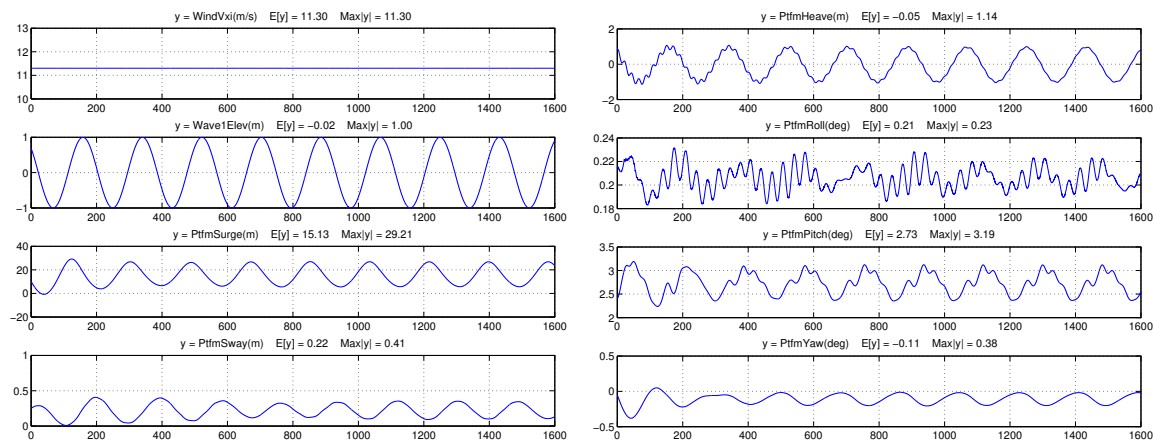 y = WindVxi(m/s) E[y] = 11.30 Max|y| = 11.30
13
12
11
10
0 200 400 600 800 1000 1200 1400 1600
y = Wave1Elev(m) E[y] = −0.02 Max|y| = 1.00
1
0
−1
0 200 400 600 800 1000 1200 1400 1600
y = PtfmSurge(m) E[y] = 15.13 Max|y| = 29.21
40
20
0
−20
0 200 400 600 800 1000 1200 1400 1600
y = PtfmSway(m) E[y] = 0.22 Max|y| = 0.41
1
0.5
0
0 200 400 600 800 1000 1200 1400 1600
y = PtfmHeave(m) E[y] = −0.05 Max|y| = 1.14
2
0
−2
0 200 400 600 800 1000 1200 1400 1600
y = PtfmRoll(deg) E[y] = 0.21 Max|y| = 0.23
0.24
0.22
0.2
0.18
0 200 400 600 800 1000 1200 1400 1600
y = PtfmPitch(deg) E[y] = 2.73 Max|y| = 3.19
3.5
3
2.5
2
0 200 400 600 800 1000 1200 1400 1600
y = PtfmYaw(deg) E[y] = −0.11 Max|y| = 0.38
0.5
0
−0.5
0 200 400 600 800 1000 1200 1400 1600